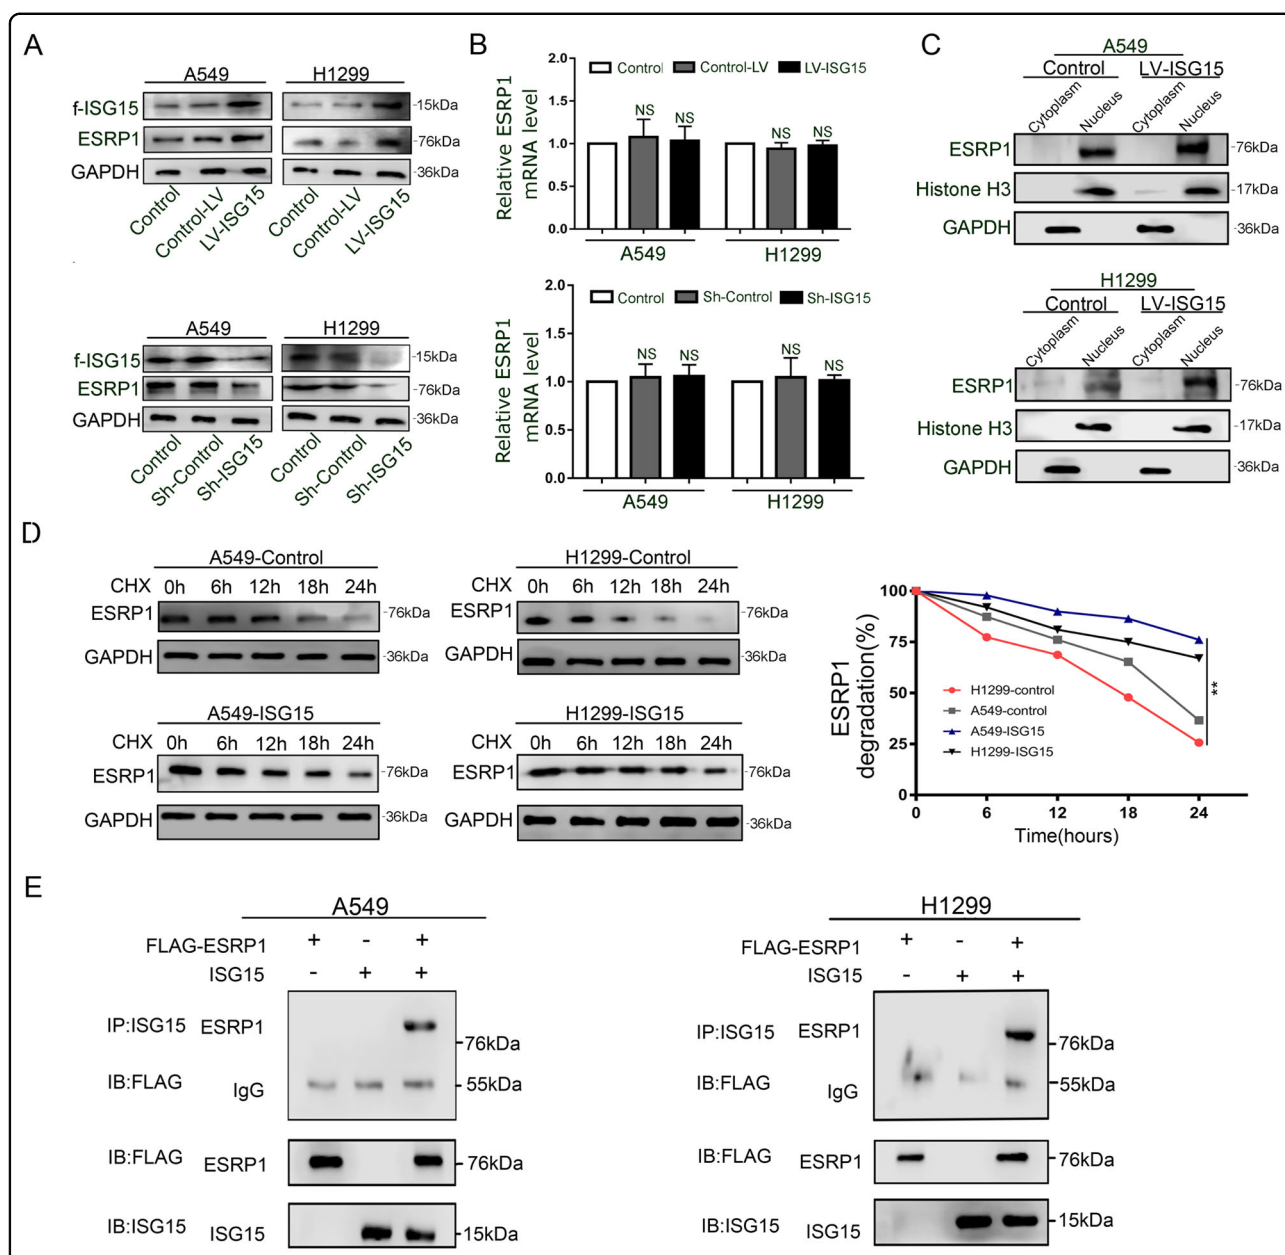 A
A549 H1299
f-ISG15 -15kDa
ESRP1 -76kDa
GAPDH -36kDa
Control Control-LV LV-ISG15 Control Control-LV LV-ISG15
A549 H1299
f-ISG15 -15kDa
ESRP1 -76kDa
GAPDH -36kDa
Control Sh-Control Sh-ISG15 Control Sh-Control Sh-ISG15
B
Relative ESRP1
mRNA level
2.0
1.5
1.0
0.5
0.0
Control Control-LV LV-ISG15
NS NS NS NS
A549 H1299
Relative ESRP1
mRNA level
2.0
1.5
1.0
0.5
0.0
Control Sh-Control Sh-ISG15
NS NS NS NS
A549 H1299
C
A549
Control LV-ISG15
Cytoplasm Nucleus Cytoplasm Nucleus
ESRP1 -76kDa
Histone H3 -17kDa
GAPDH -36kDa
H1299
Control LV-ISG15
Cytoplasm Nucleus Cytoplasm Nucleus
ESRP1 -76kDa
Histone H3 -17kDa
GAPDH -36kDa
D
A549-Control
CHX 0h 6h 12h 18h 24h
ESRP1 -76kDa
GAPDH -36kDa
H1299-Control
CHX 0h 6h 12h 18h 24h
ESRP1 -76kDa
GAPDH -36kDa
A549-ISG15
CHX 0h 6h 12h 18h 24h
ESRP1 -76kDa
GAPDH -36kDa
H1299-ISG15
CHX 0h 6h 12h 18h 24h
ESRP1 -76kDa
GAPDH -36kDa
ESRP1
degradation(%)
100
75
50
25
0
H1299-control
A549-control
A549-ISG15
H1299-ISG15
**
0 6 12 18 24
Time(hours)
E
A549
FLAG-ESRP1 + - +
ISG15 - + +
IP:ISG15 ESRP1
76kDa
IB:FLAG IgG 55kDa
IB:FLAG ESRP1 76kDa
IB:ISG15 ISG15 15kDa
H1299
FLAG-ESRP1 + - +
ISG15 - + +
IP:ISG15 ESRP1
76kDa
IB:FLAG IgG 55kDa
IB:FLAG ESRP1 76kDa
IB:ISG15 ISG15 15kDa